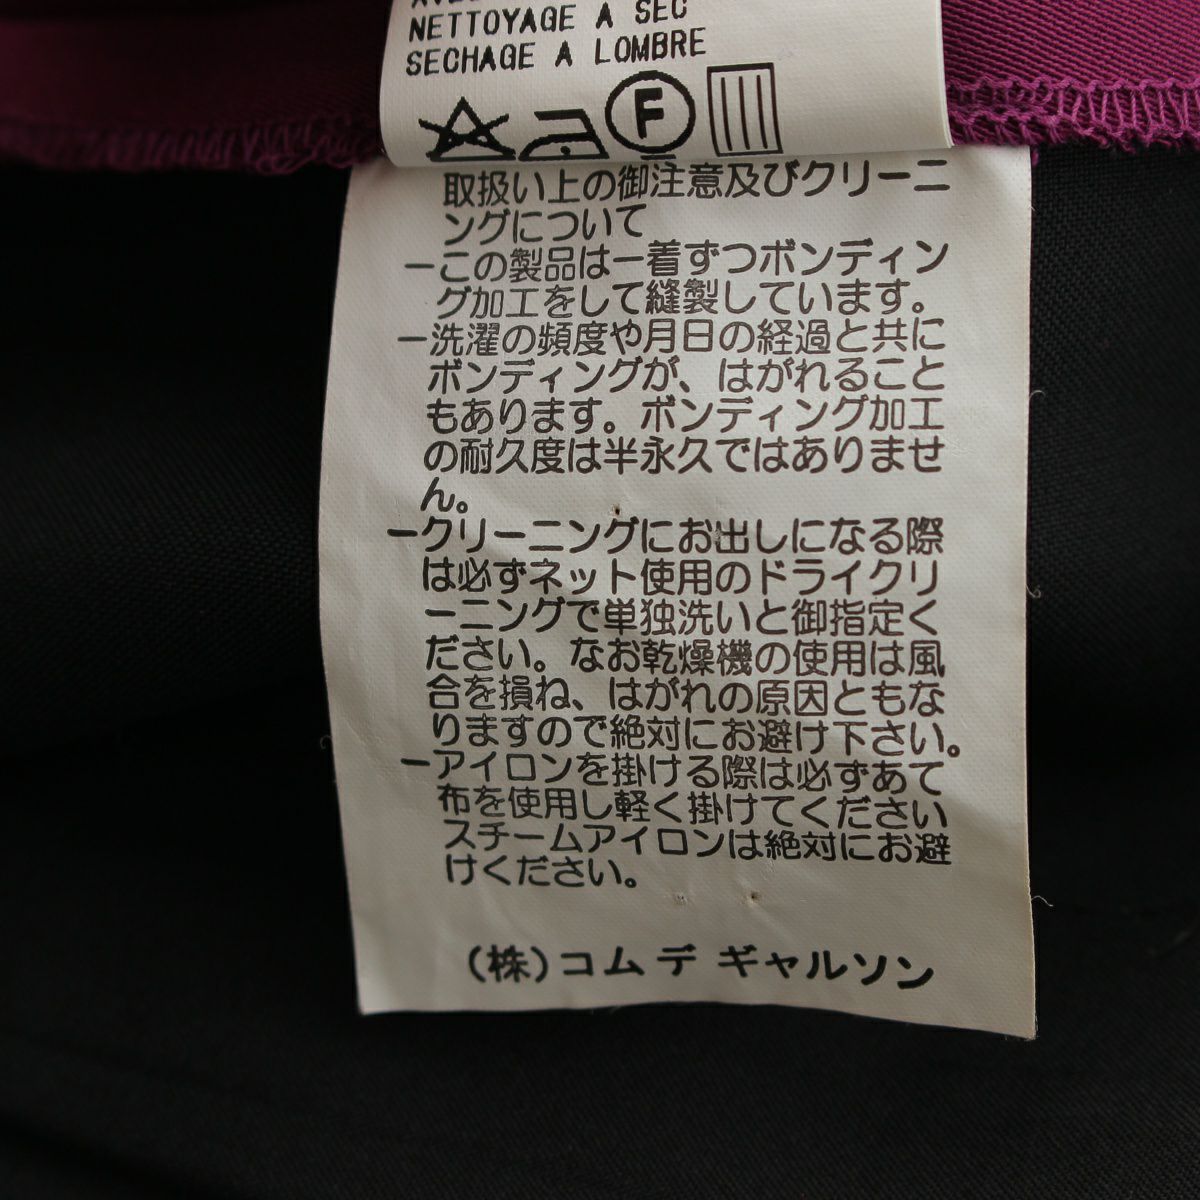 NETTOYAGE A SEC
SECHAGE A LOMBRE
F
取扱い上の御注意及びクリーニ
ングについて
ーこの製品は一着ずつボンディン
グ加工をして縫製しています。
ー洗濯の頻度や月日の経過と共に
ボンディングが、はがれること
もあります。ボンディング加工
の耐久度は半永久ではありませ
ん。
ークリーニングにお出しになる際
は必ずネット使用のドライクリ
ーニングで単独洗いと御指定く
ださい。なお乾燥機の使用は風
合を損ね、はがれの原因ともな
りますので絶対にお避け下さい。
ーアイロンを掛ける際は必ずあて
布を使用し軽く掛けてください
スチームアイロンは絶対にお避
けください。
(株)コム デ ギャルソン